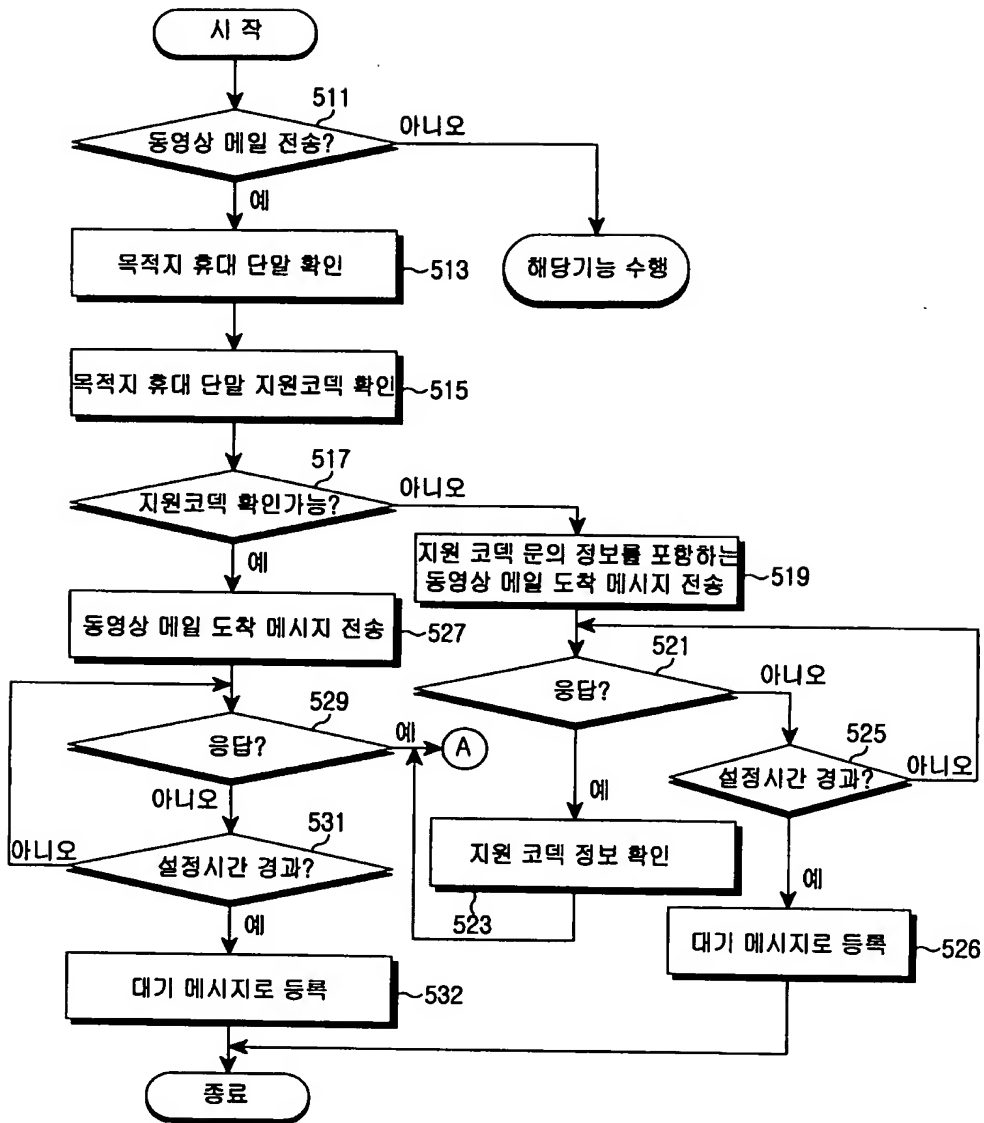 시 작
511
동영상 메일 전송?
아니오
예
목적지 휴대 단말 확인
513
해당기능 수행
목적지 휴대 단말 지원코덱 확인
515
517
지원코덱 확인가능?
아니오
예
지원 코덱 문의 정보를 포함하는
동영상 메일 도착 메시지 전송
519
동영상 메일 도착 메시지 전송
527
521
응답?
아니오
529
응답?
예
A
525
설정시간 경과?
아니오
아니오
예
531
설정시간 경과?
아니오
지원 코덱 정보 확인
523
예
예
대기 메시지로 등록
526
대기 메시지로 등록
532
종료